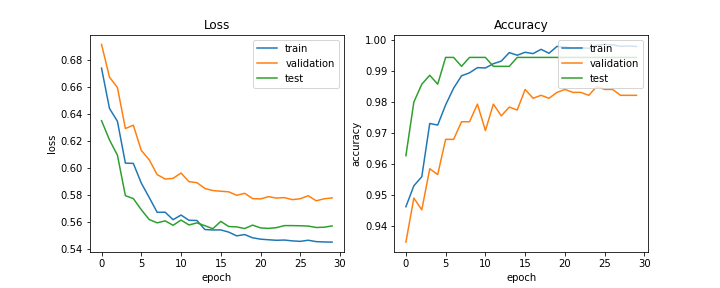 Loss
train
validation
test
0.68
0.66
0.64
0.62
0.60
0.58
0.56
0.54
loss
0
5
10
15
20
25
30
epoch
Accuracy
train
validation
test
1.00
0.99
0.98
0.97
0.96
0.95
0.94
accuracy
0
5
10
15
20
25
30
epoch